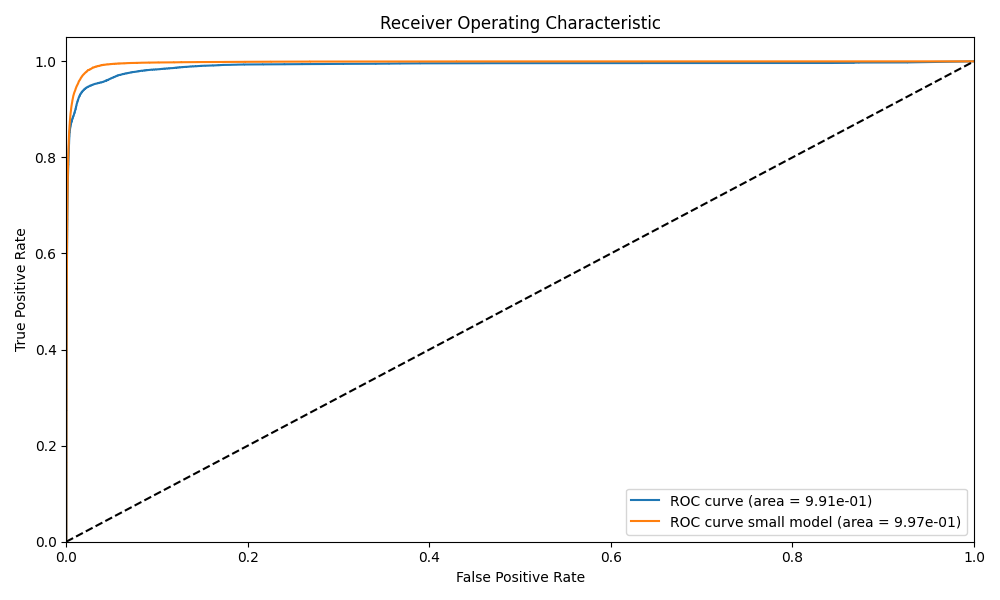 Receiver Operating Characteristic
True Positive Rate
1.0
0.8
0.6
0.4
0.2
0.0
0.0 0.2 0.4 0.6 0.8 1.0
False Positive Rate
ROC curve (area = 9.91e-01)
ROC curve small model (area = 9.97e-01)